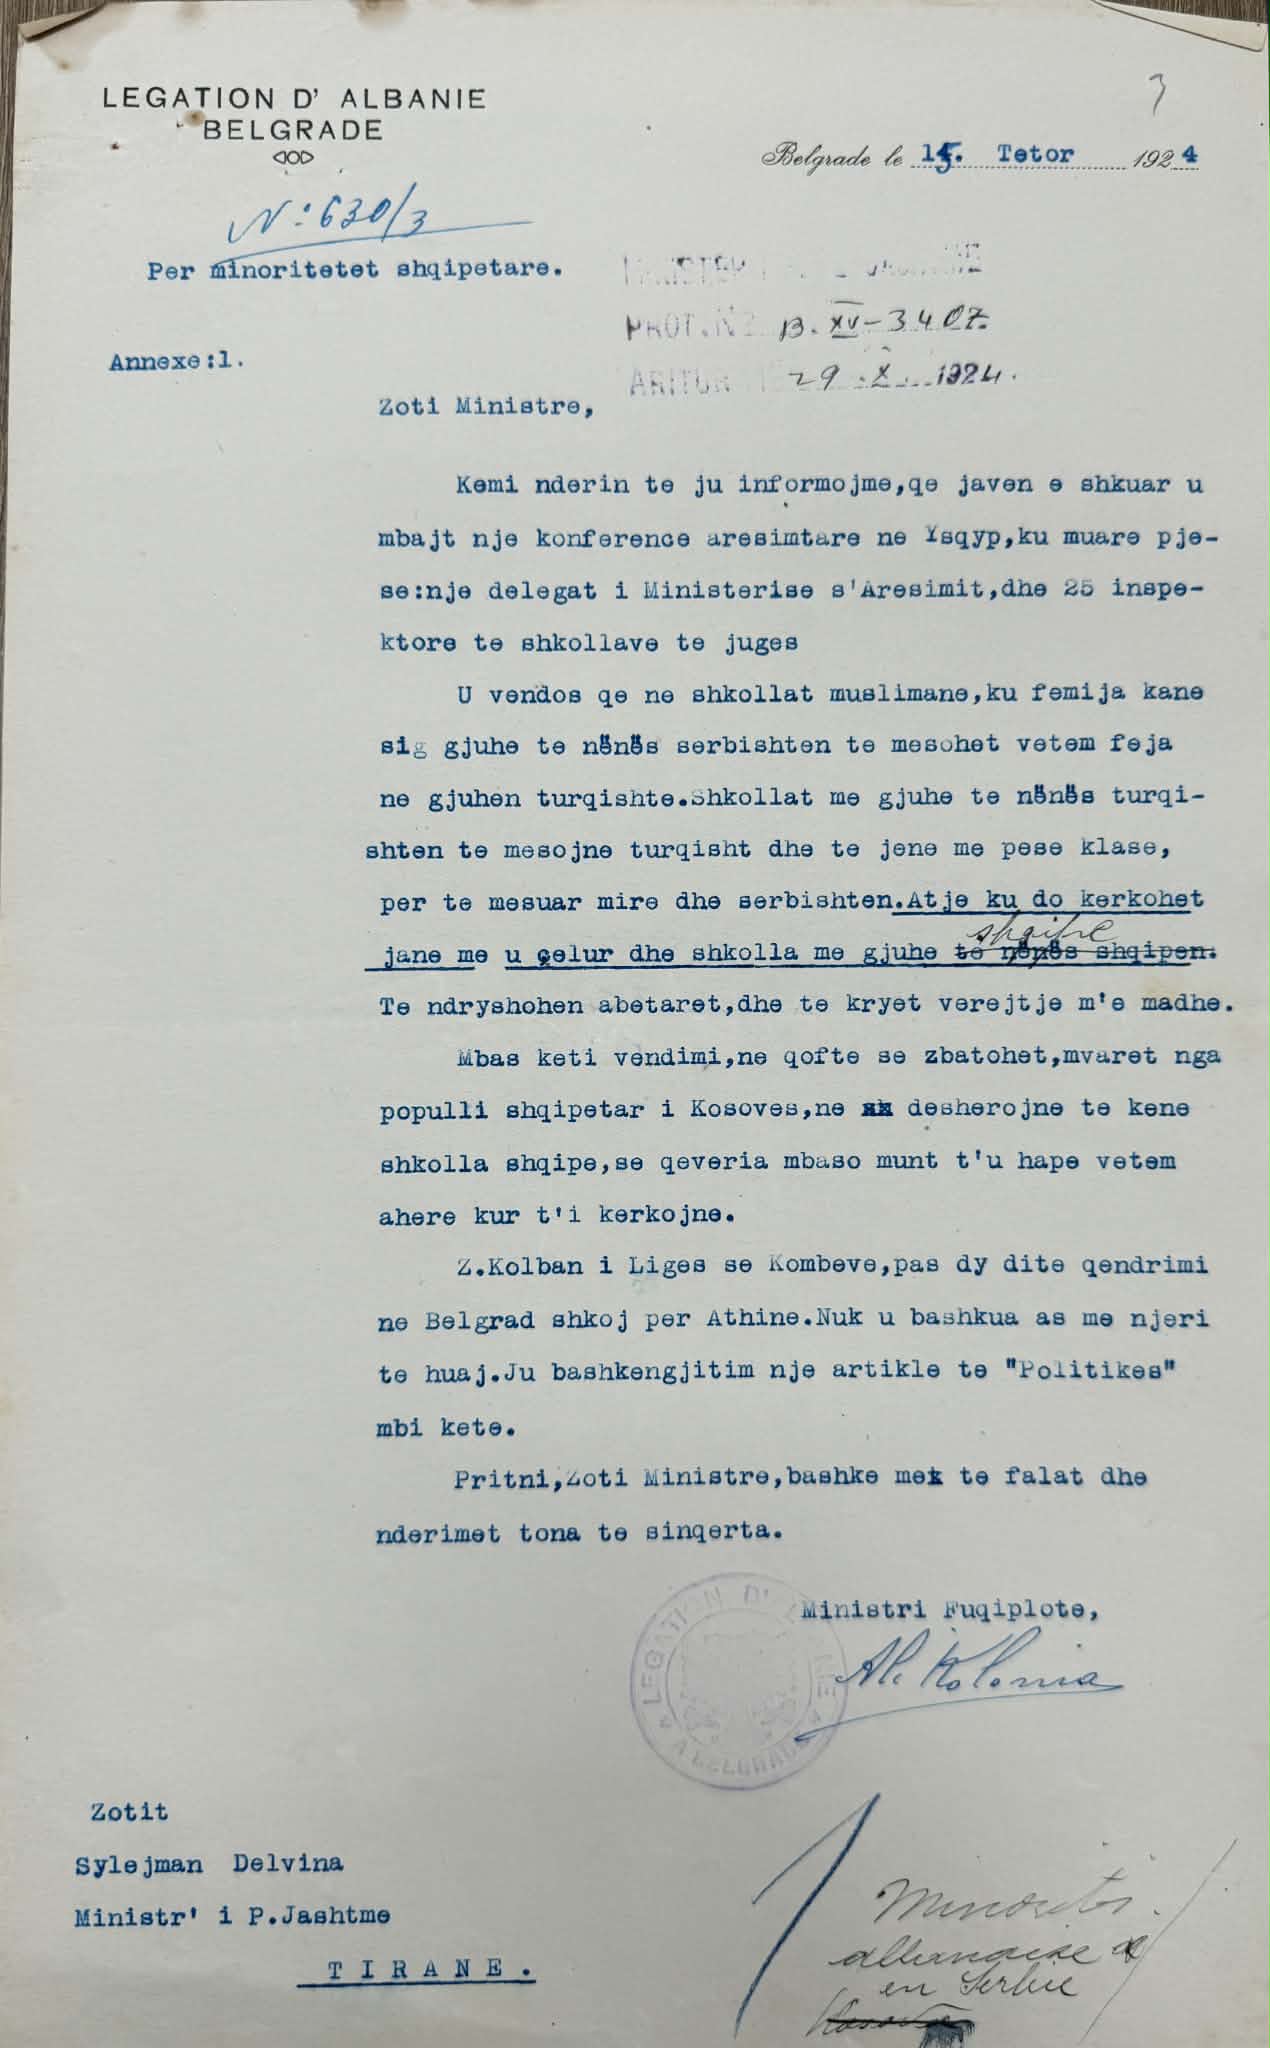 3
LEGATION D' ALBANIE
BELGRADE
Belgrade le 15. Tetor 1924
No: 630/3
Per minoritetet shqipetare.
PROT. No B. XV-3407.
ARITUR 29 . X . 1924.
Annexe:1.
Zoti Ministre,
Kemi nderin te ju informojme,qe javen e shkuar u
mbajt nje konference aresimtare ne Ysqyp,ku muare pje-
se:nje delegat i Ministerise s'Aresimit,dhe 25 inspe-
ktore te shkollave te juges
U vendos qe ne shkollat muslimane,ku femija kane
sig gjuhe te nënës serbishten te mesohet vetem feja
ne gjuhen turqishte.Shkollat me gjuhe te nënës turqi-
shten te mesojne turqisht dhe te jene me pese klase,
per te mesuar mire dhe serbishten.Atje ku do kerkohet
shqipe
jane me u çelur dhe shkolla me gjuhe te nënës shqipen.
Te ndryshohen abetaret,dhe te kryet verejtje m'e madhe.
Mbas keti vendimi,ne qofte se zbatohet,mvaret nga
populli shqipetar i Kosoves,ne desherojne te kene
shkolla shqipe,se qeveria mbaso munt t'u hape vetem
ahere kur t'i kerkojne.
Z.Kolban i Liges se Kombeve,pas dy dite qendrimi
ne Belgrad shkoj per Athine.Nuk u bashkua as me njeri
te huaj.Ju bashkengjitim nje artikle te "Politikes"
mbi kete.
Pritni,Zoti Ministre,bashke me te falat dhe
nderimet tona te sinqerta.
Ministri Fuqiplote,
LEGATION D' ALBANIE
A BELGRADE
Ali Kolonia
Zotit
Sylejman Delvina
Ministr' i P.Jashtme
TIRANE.
Minorités
albanaise
en Serbie